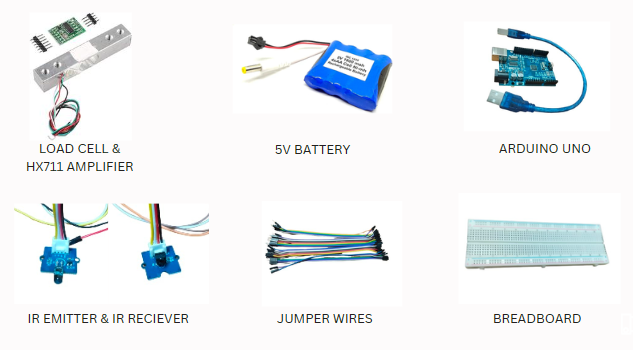 LOAD CELL &
HX711 AMPLIFIER
5V BATTERY
ARDUINO UNO
IR EMITTER & IR RECIEVER
JUMPER WIRES
BREADBOARD